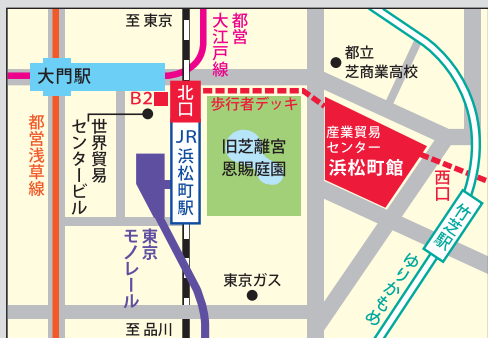 至 東京
都営
大江戸線
都立
芝商業高校
大門駅
B2
北口
歩行者デッキ
産業貿易
センター
浜松町館
西口
都営浅草線
世界貿易
センタービル
JR浜松町駅
旧芝離宮
恩賜庭園
竹芝駅
ゆりかもめ
東京
モノレール
東京ガス
至 品川